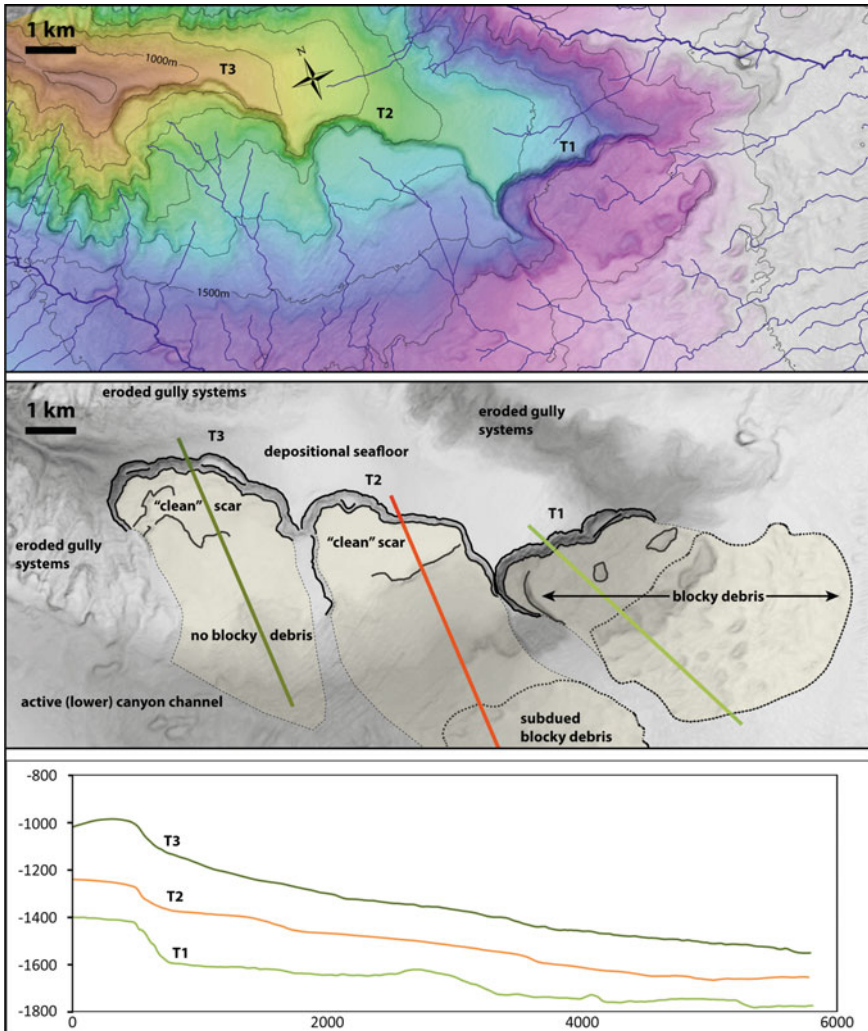 1 km
1000m
T3
N
T2
T1
1500m
1 km
eroded gully systems
eroded gully
systems
T3
depositional seafloor
T2
"clean" scar
T1
"clean" scar
eroded gully
systems
blocky debris
no blocky debris
active (lower) canyon channel
subdued
blocky debris
-800
-1000
T3
-1200
T2
-1400
T1
-1600
-1800
0
2000
4000
6000